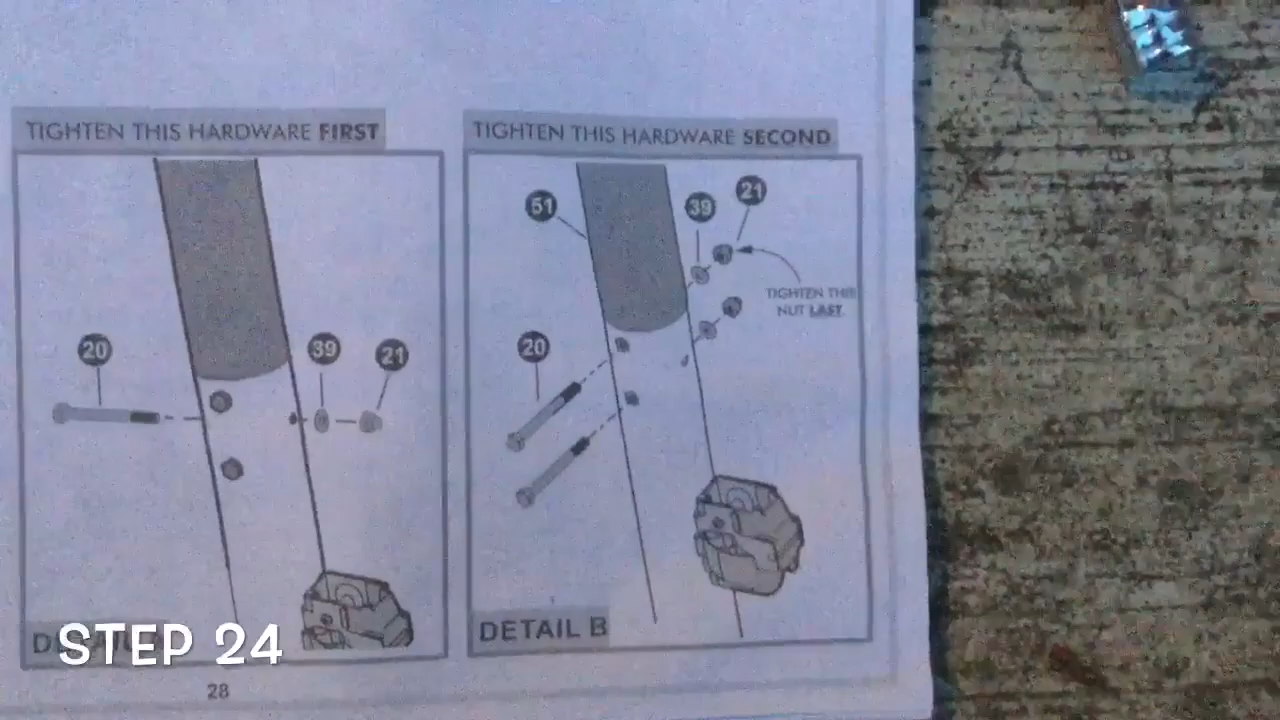 TIGHTEN THIS HARDWARE FIRST
20
39
21
TIGHTEN THIS HARDWARE SECOND
51
39
21
TIGHTEN THIS
NUT LAST
20
DETAIL B
STEP 24
28